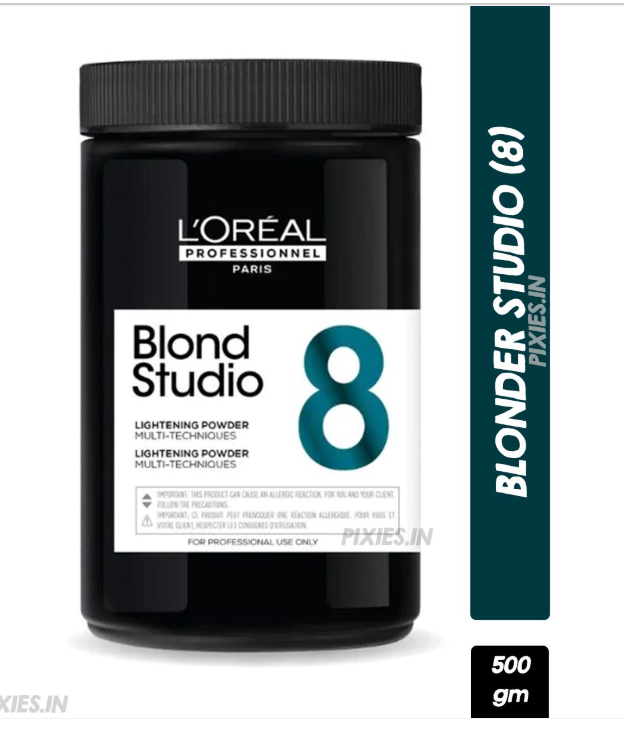 L'ORÉAL
PROFESSIONNEL
PARIS
Blond
Studio
8
LIGHTENING POWDER
MULTI-TECHNIQUES
LIGHTENING POWDER
MULTI-TECHNIQUES
IMPORTANT: THIS PRODUCT CAN CAUSE AN ALLERGIC REACTION. FOR YOU AND YOUR CLIENT,
FOLLOW THE PRECAUTIONS.
IMPORTANT: CE PRODUIT PEUT PROVOQUER UNE RÉACTION ALLERGIQUE. POUR VOUS ET
VOTRE CLIENT, RESPECTER LES CONSIGNES D'UTILISATION.
FOR PROFESSIONAL USE ONLY
PIXIES.IN
BLONDER STUDIO (8)
PIXIES.IN
500
gm
XIES.IN